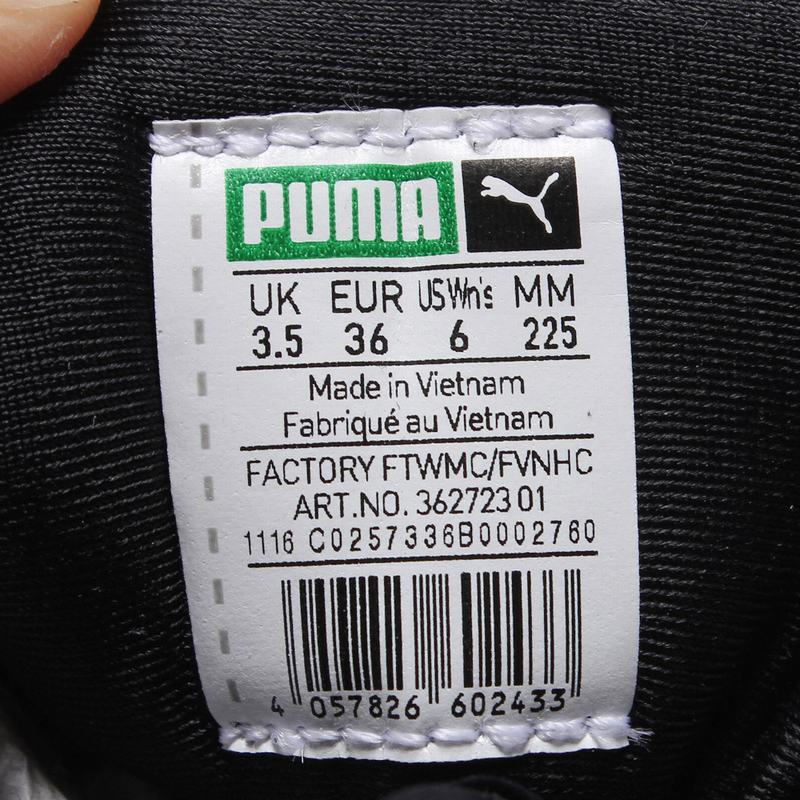 PUMA
UK EUR US Wn's MM
3.5 36 6 225
Made in Vietnam
Fabriqué au Vietnam
FACTORY FTWMC/FVNHC
ART.NO. 362723 01
1116 C0257336B0002760
4 057826 602433